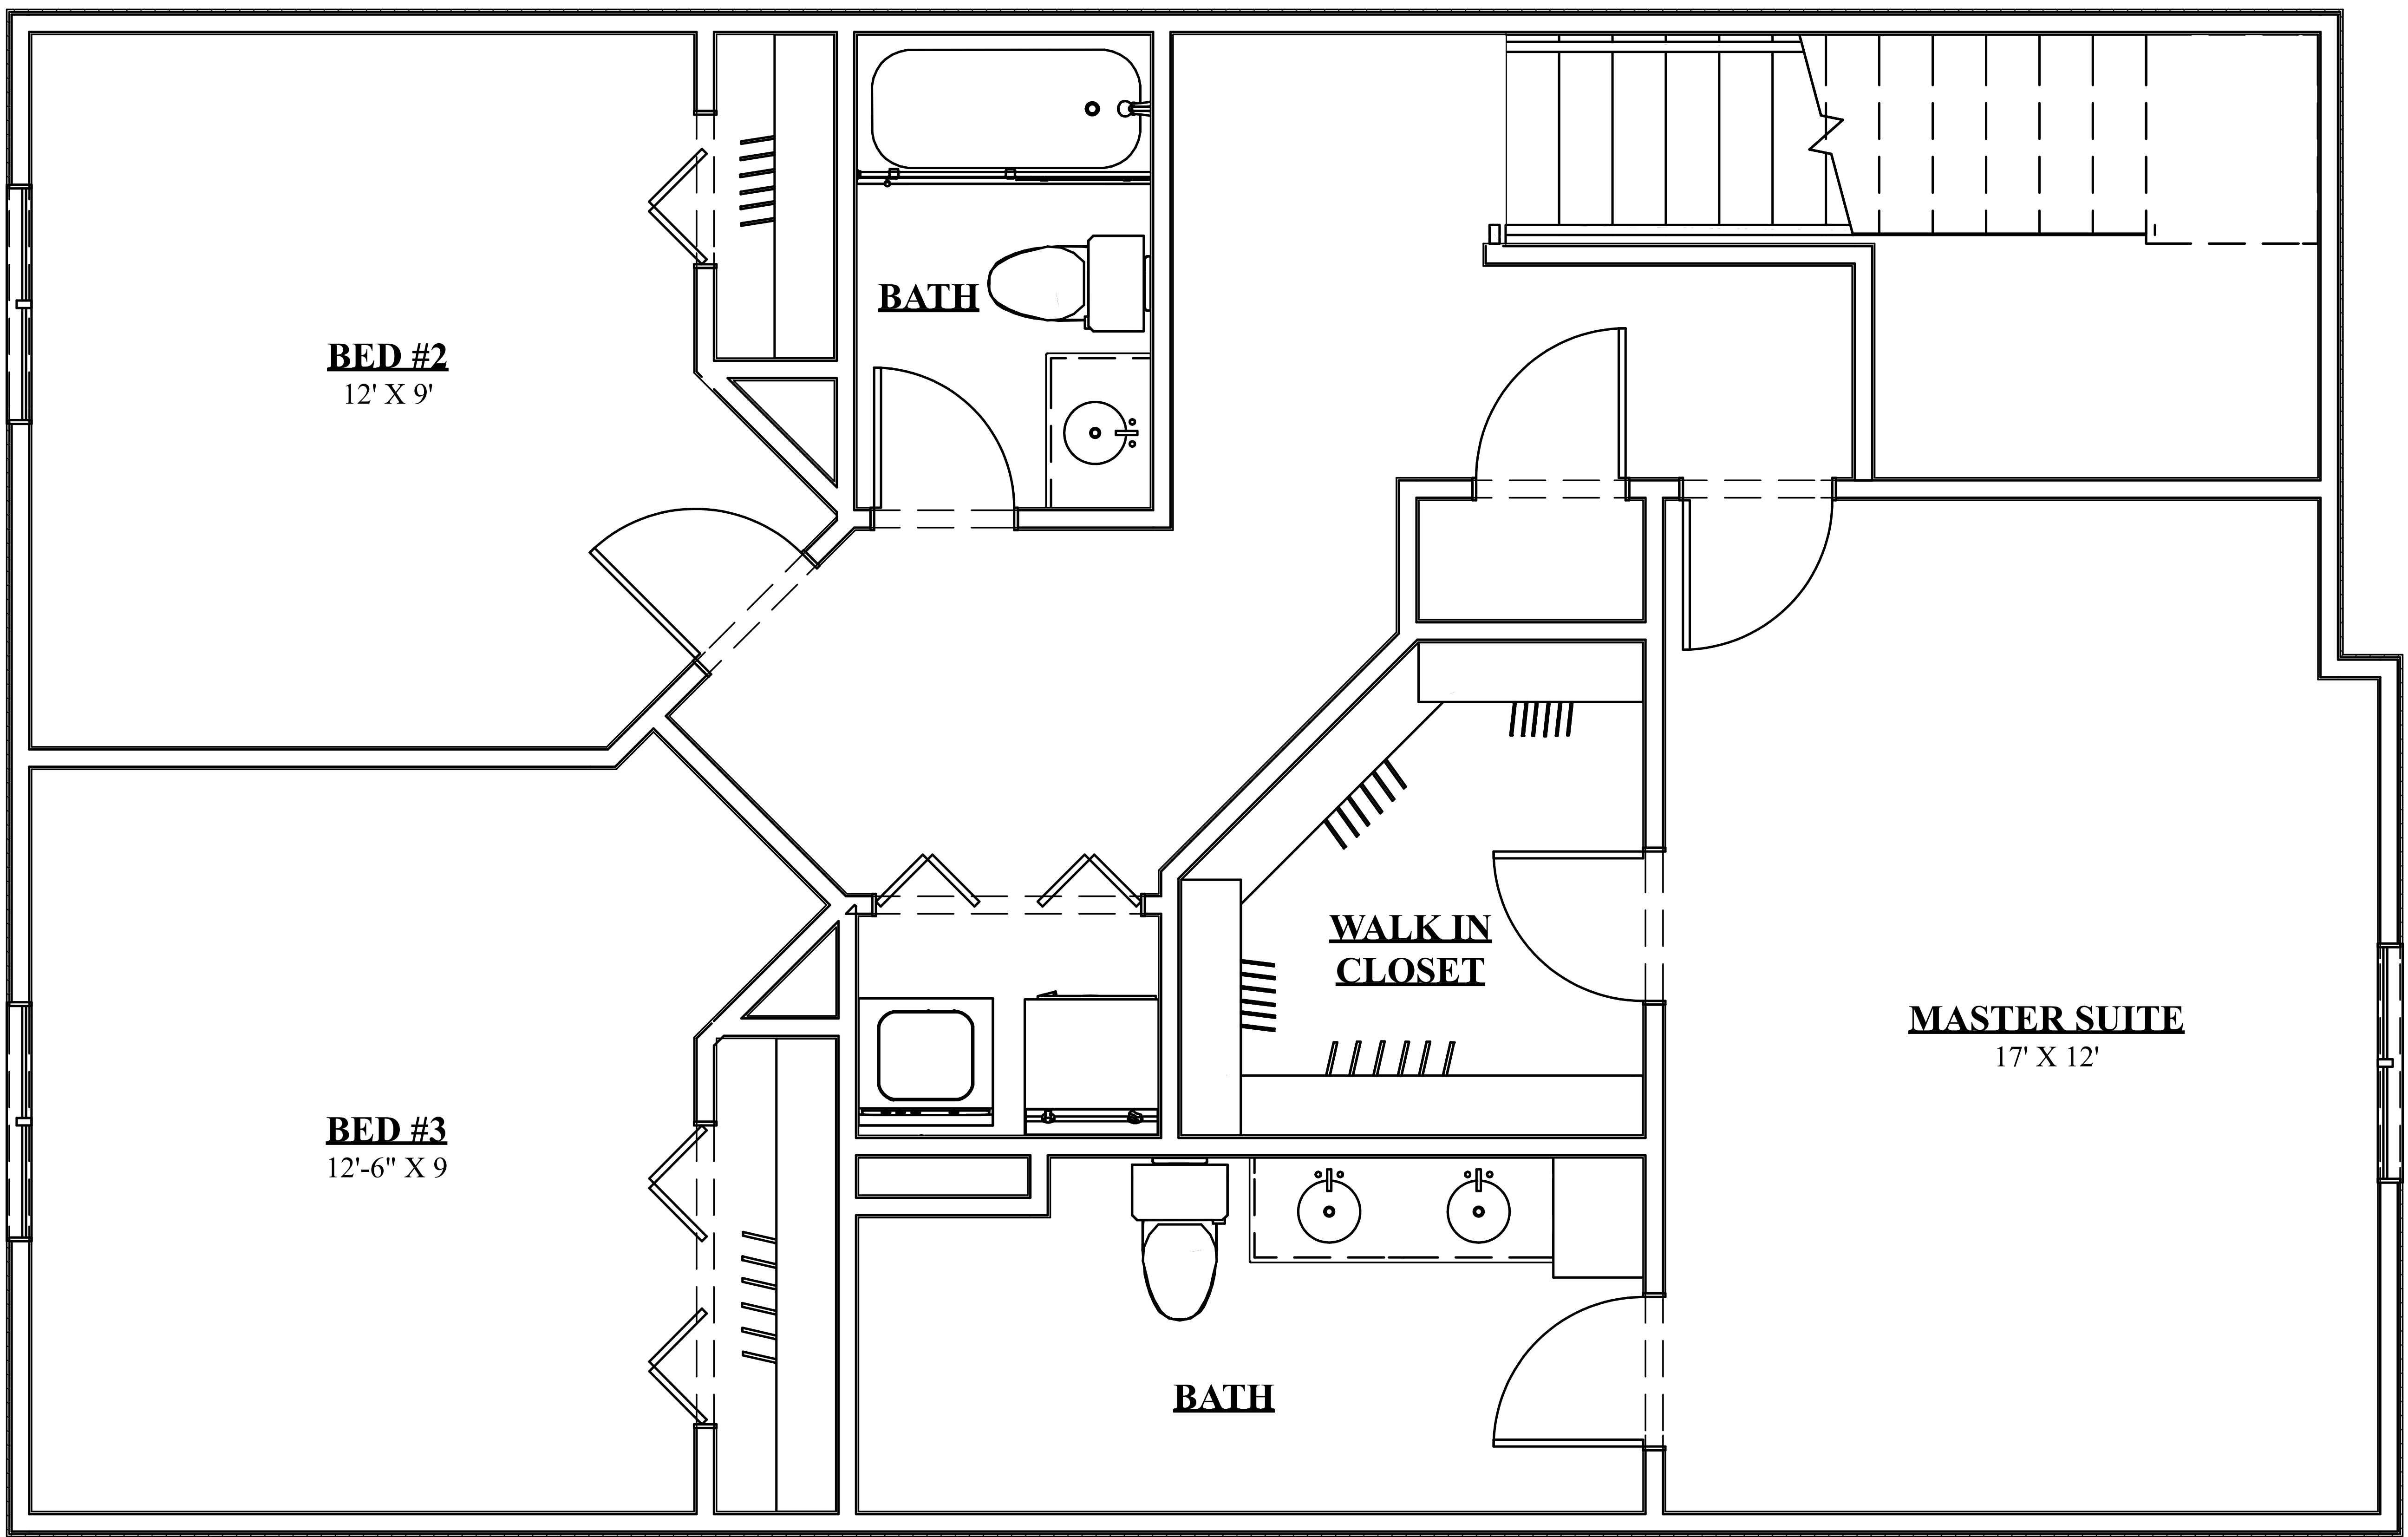 BATH
BED #2
12' X 9'
WALK IN
CLOSET
MASTER SUITE
17' X 12'
BED #3
12'-6" X 9
BATH